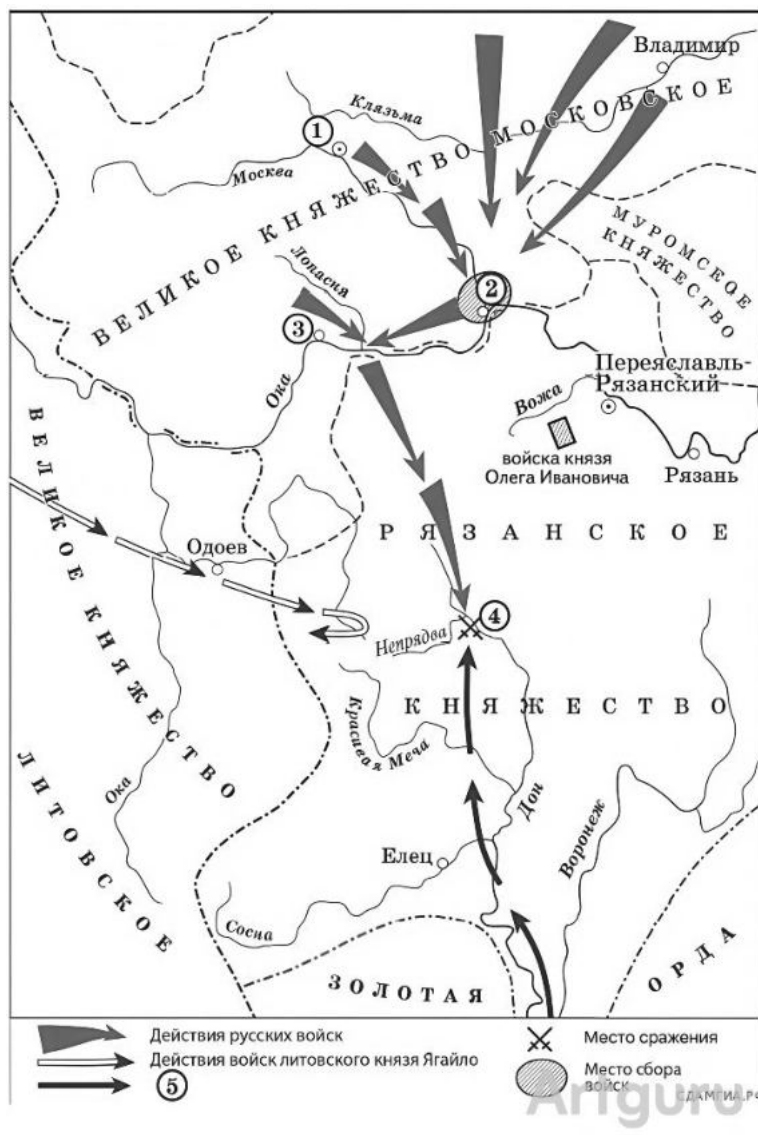 Владимир
Клязьма
1
Москва
ВЕЛИКОЕ КНЯЖЕСТВО МОСКОВСКОЕ
МУРОМСКОЕ
КНЯЖЕСТВО
Лопасня
2
3
Ока
Переяславль-
Рязанский
Вожа
войска князя
Олега Ивановича
Рязань
ВЕЛИКОЕ КНЯЖЕСТВО
ЛИТОВСКОЕ
Одоев
РЯЗАНСКОЕ
КНЯЖЕСТВО
4
Непрядва
Красивая Меча
Ока
Дон
Воронеж
Елец
Сосна
ЗОЛОТАЯ ОРДА
Действия русских войск
Действия войск литовского князя Ягайло
5
Место сражения
Место сбора
войск
Artguru
СДАМГИА.РФ